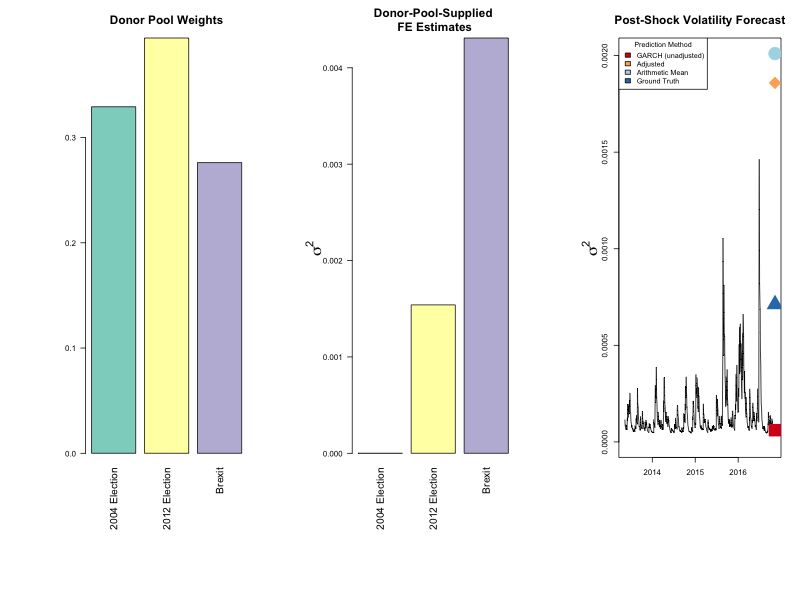 Donor Pool Weights
0.3
0.2
0.1
0.0
2004 Election
2012 Election
Brexit
Donor-Pool-Supplied
FE Estimates
σ2
0.004
0.003
0.002
0.001
0.000
2004 Election
2012 Election
Brexit
Post-Shock Volatility Forecast
Prediction Method
GARCH (unadjusted)
Adjusted
Arithmetic Mean
Ground Truth
σ2
0.0020
0.0015
0.0010
0.0005
0.0000
2014
2015
2016